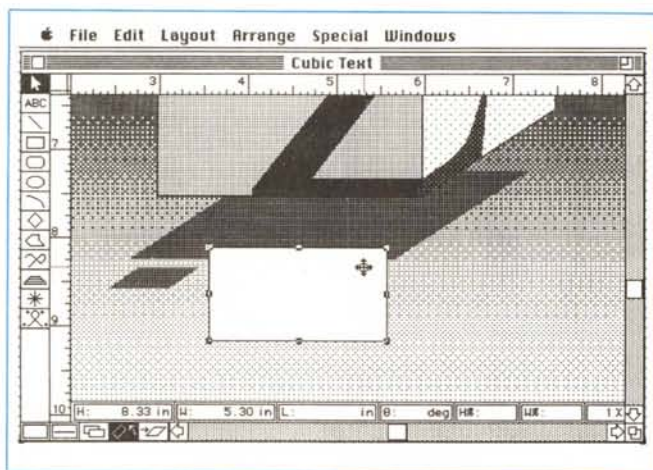 File Edit Layout Arrange Special Windows
Cubic Text
3 4 5 6 7 8
ABC
7
8
9
10
H: 8.33 in W: 5.30 in L: in θ: deg H%: W%: 1X